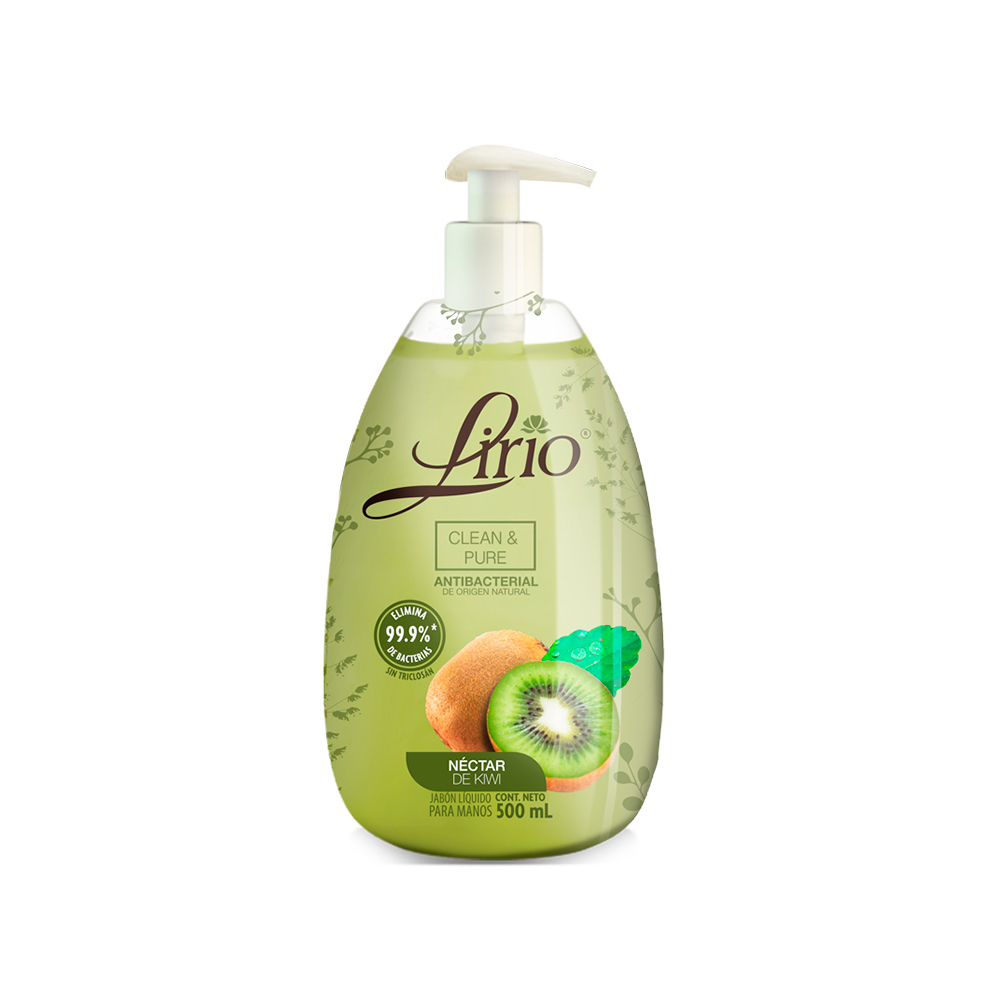 Lirio®
CLEAN &
PURE
ANTIBACTERIAL
DE ORIGEN NATURAL
ELIMINA
99.9%*
DE BACTERIAS
SIN TRICLOSÁN
NÉCTAR
DE KIWI
JABÓN LÍQUIDO CONT. NETO
PARA MANOS 500 mL